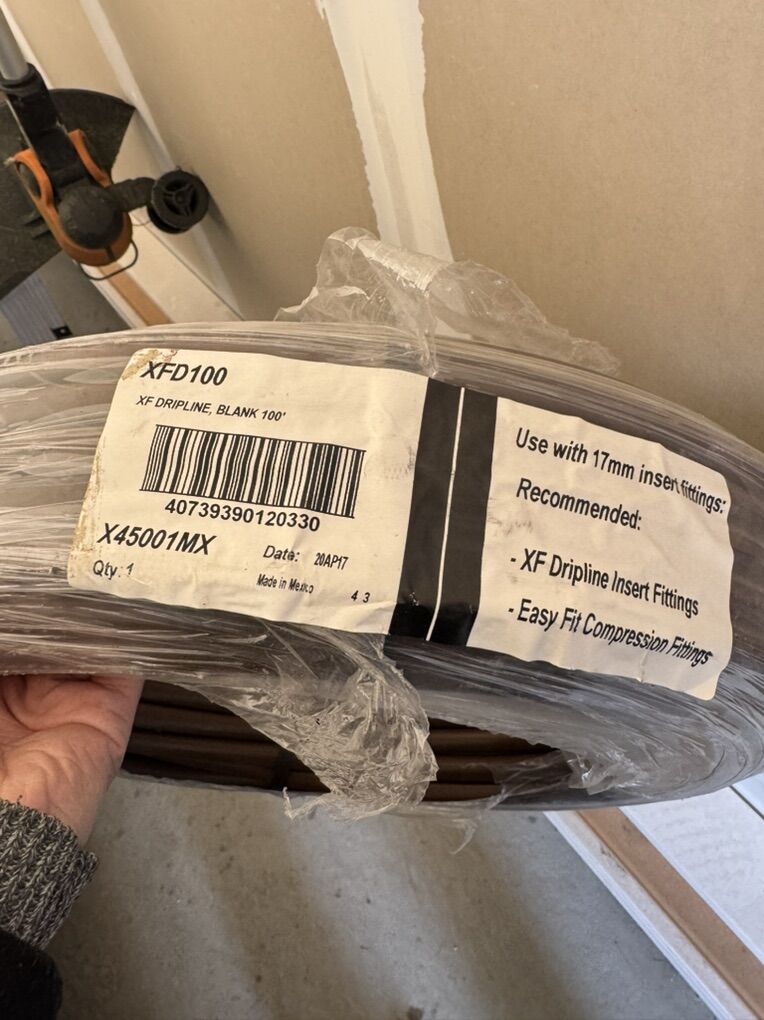 XFD100
XF DRIPLINE, BLANK 100'
40739390120330
X45001MX
Date: 20AP17
Qty: 1
Made in Mexico
4 3
Use with 17mm insert fittings:
Recommended:
- XF Dripline Insert Fittings
- Easy Fit Compression Fittings